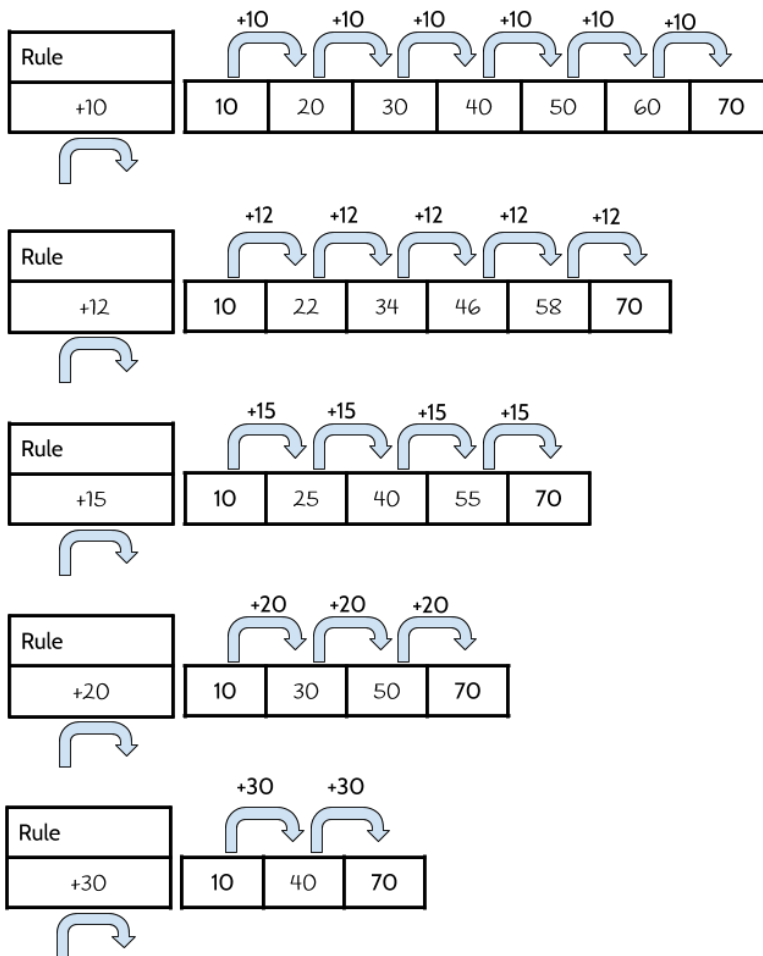 +10 +10 +10 +10 +10 +10
Rule
+10 10 20 30 40 50 60 70
+12 +12 +12 +12 +12
Rule
+12 10 22 34 46 58 70
+15 +15 +15 +15
Rule
+15 10 25 40 55 70
+20 +20 +20
Rule
+20 10 30 50 70
+30 +30
Rule
+30 10 40 70